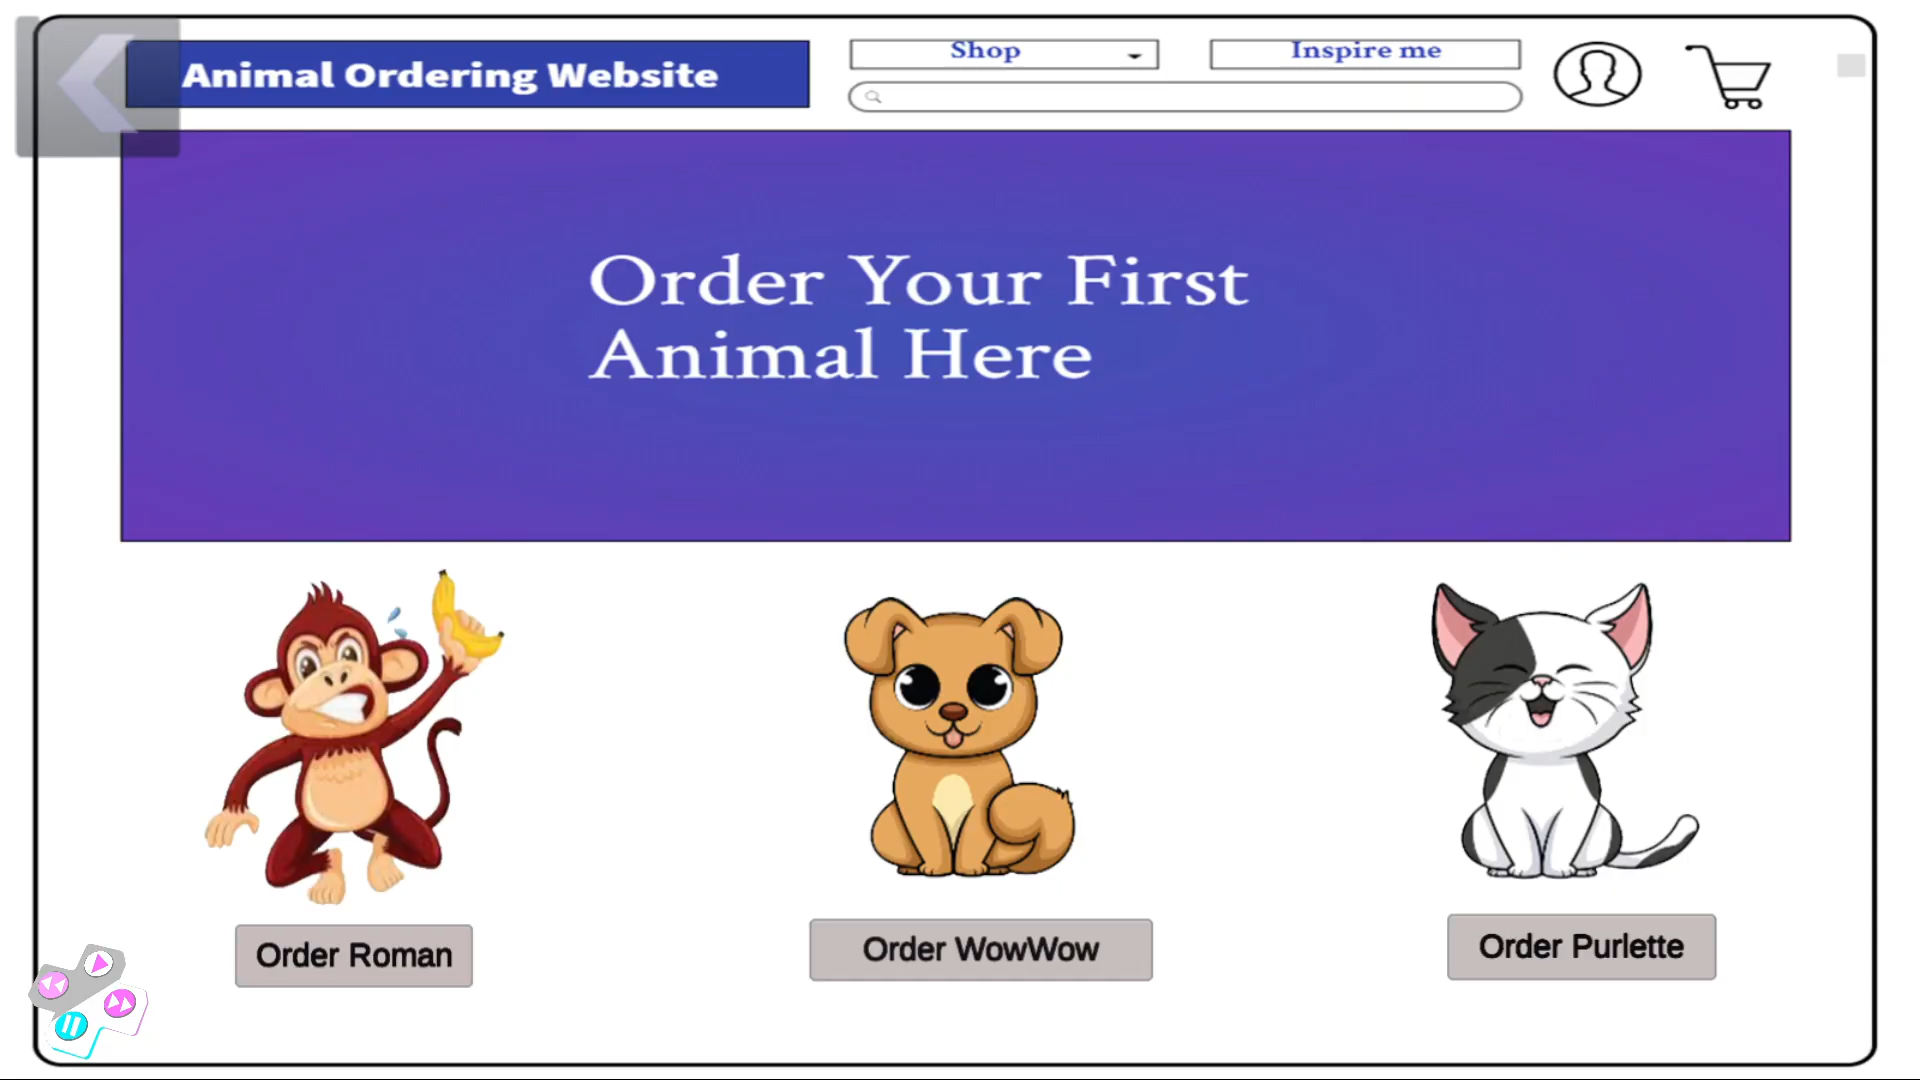 Animal Ordering Website
Shop
Inspire me
Order Your First
Animal Here
Order Roman
Order WowWow
Order Purlette